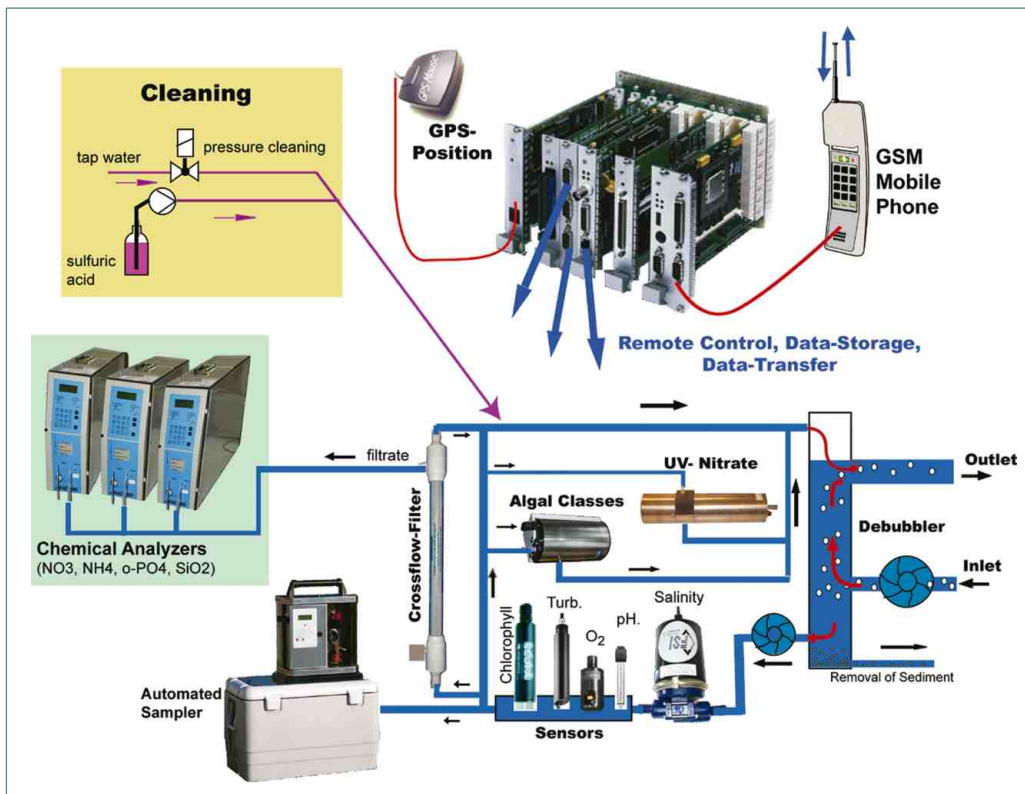 Cleaning
tap water
pressure cleaning
sulfuric
acid
GPS Mouse
GPS-
Position
GSM
Mobile
Phone
Remote Control, Data-Storage,
Data-Transfer
Chemical Analyzers
(NO3, NH4, o-PO4, SiO2)
filtrate
Crossflow-Filter
Algal Classes
UV- Nitrate
Outlet
Debubbler
Inlet
Removal of Sediment
Chlorophyll
Turb.
O2
pH.
Salinity
Sensors
Automated
Sampler